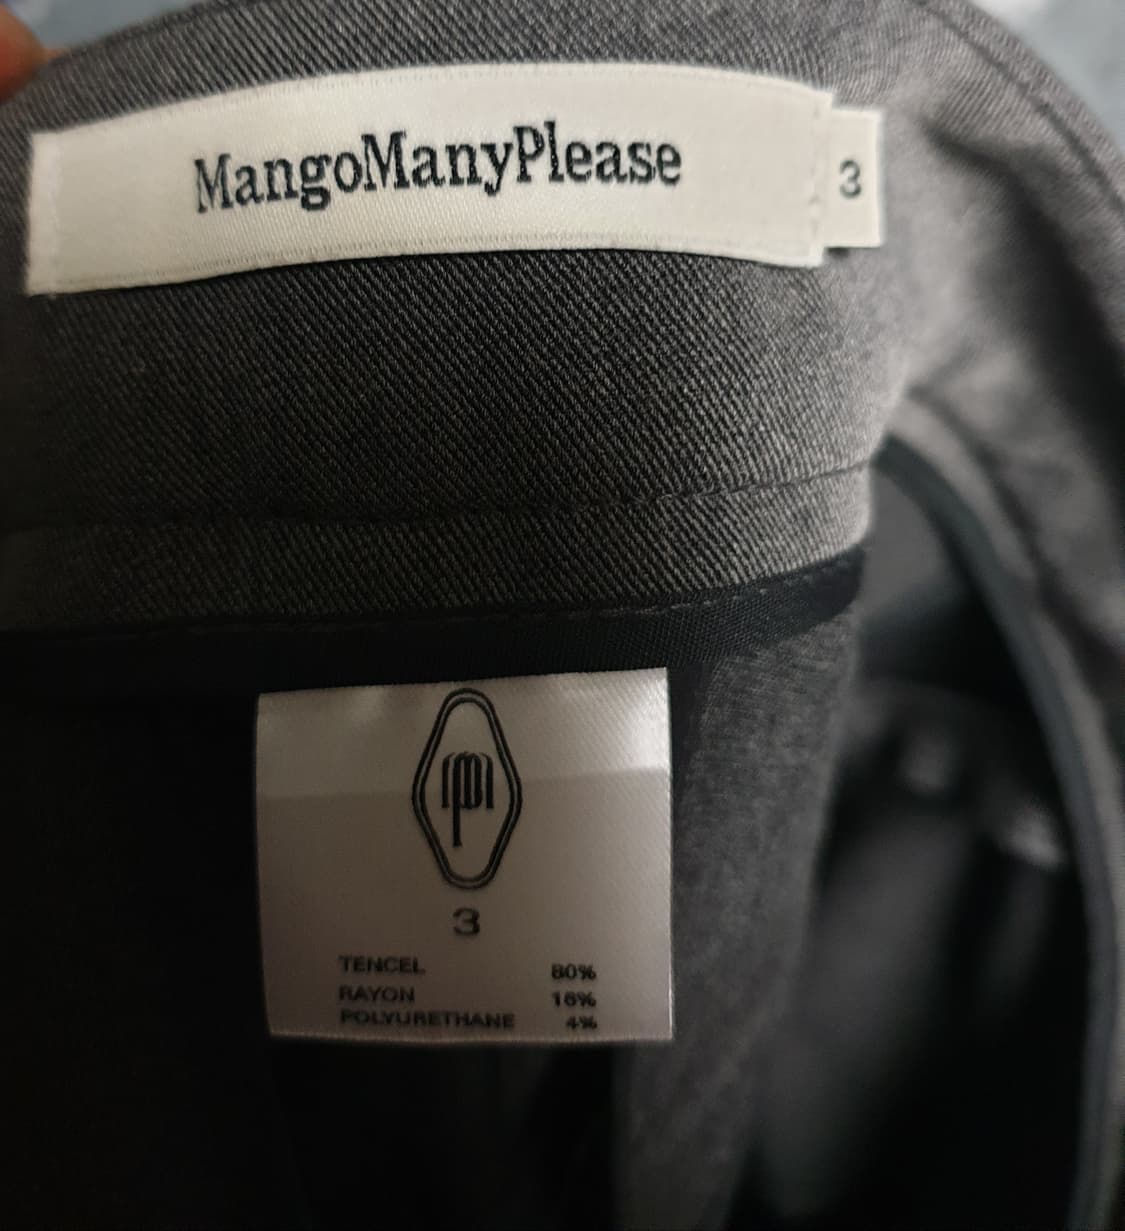 MangoManyPlease
3
3
TENCEL 80%
RAYON 16%
POLYURETHANE 4%